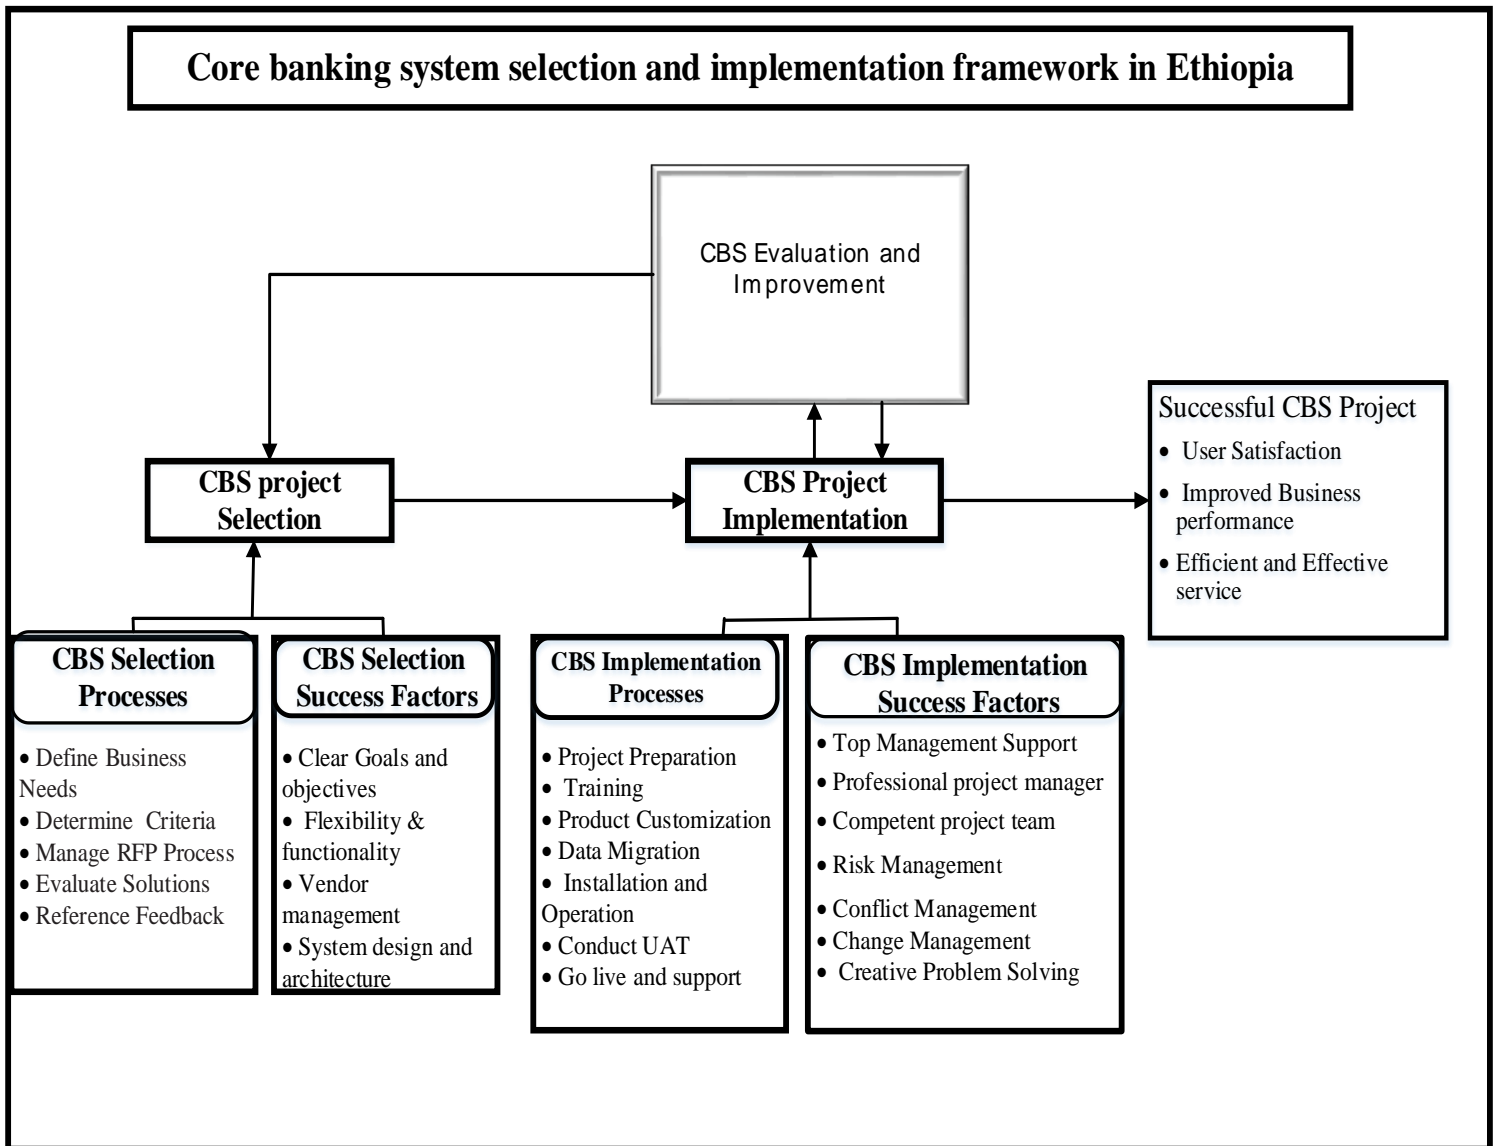 Core banking system selection and implementation framework in Ethiopia
CBS Evaluation and
Improvement
Successful CBS Project
• User Satisfaction
• Improved Business
performance
• Efficient and Effective
service
CBS project
Selection
CBS Project
Implementation
CBS Selection
Processes
• Define Business
Needs
• Determine Criteria
• Manage RFP Process
• Evaluate Solutions
• Reference Feedback
CBS Selection
Success Factors
• Clear Goals and
objectives
• Flexibility &
functionality
• Vendor
management
• System design and
architecture
CBS Implementation
Processes
• Project Preparation
• Training
• Product Customization
• Data Migration
• Installation and
Operation
• Conduct UAT
• Go live and support
CBS Implementation
Success Factors
• Top Management Support
• Professional project manager
• Competent project team
• Risk Management
• Conflict Management
• Change Management
• Creative Problem Solving